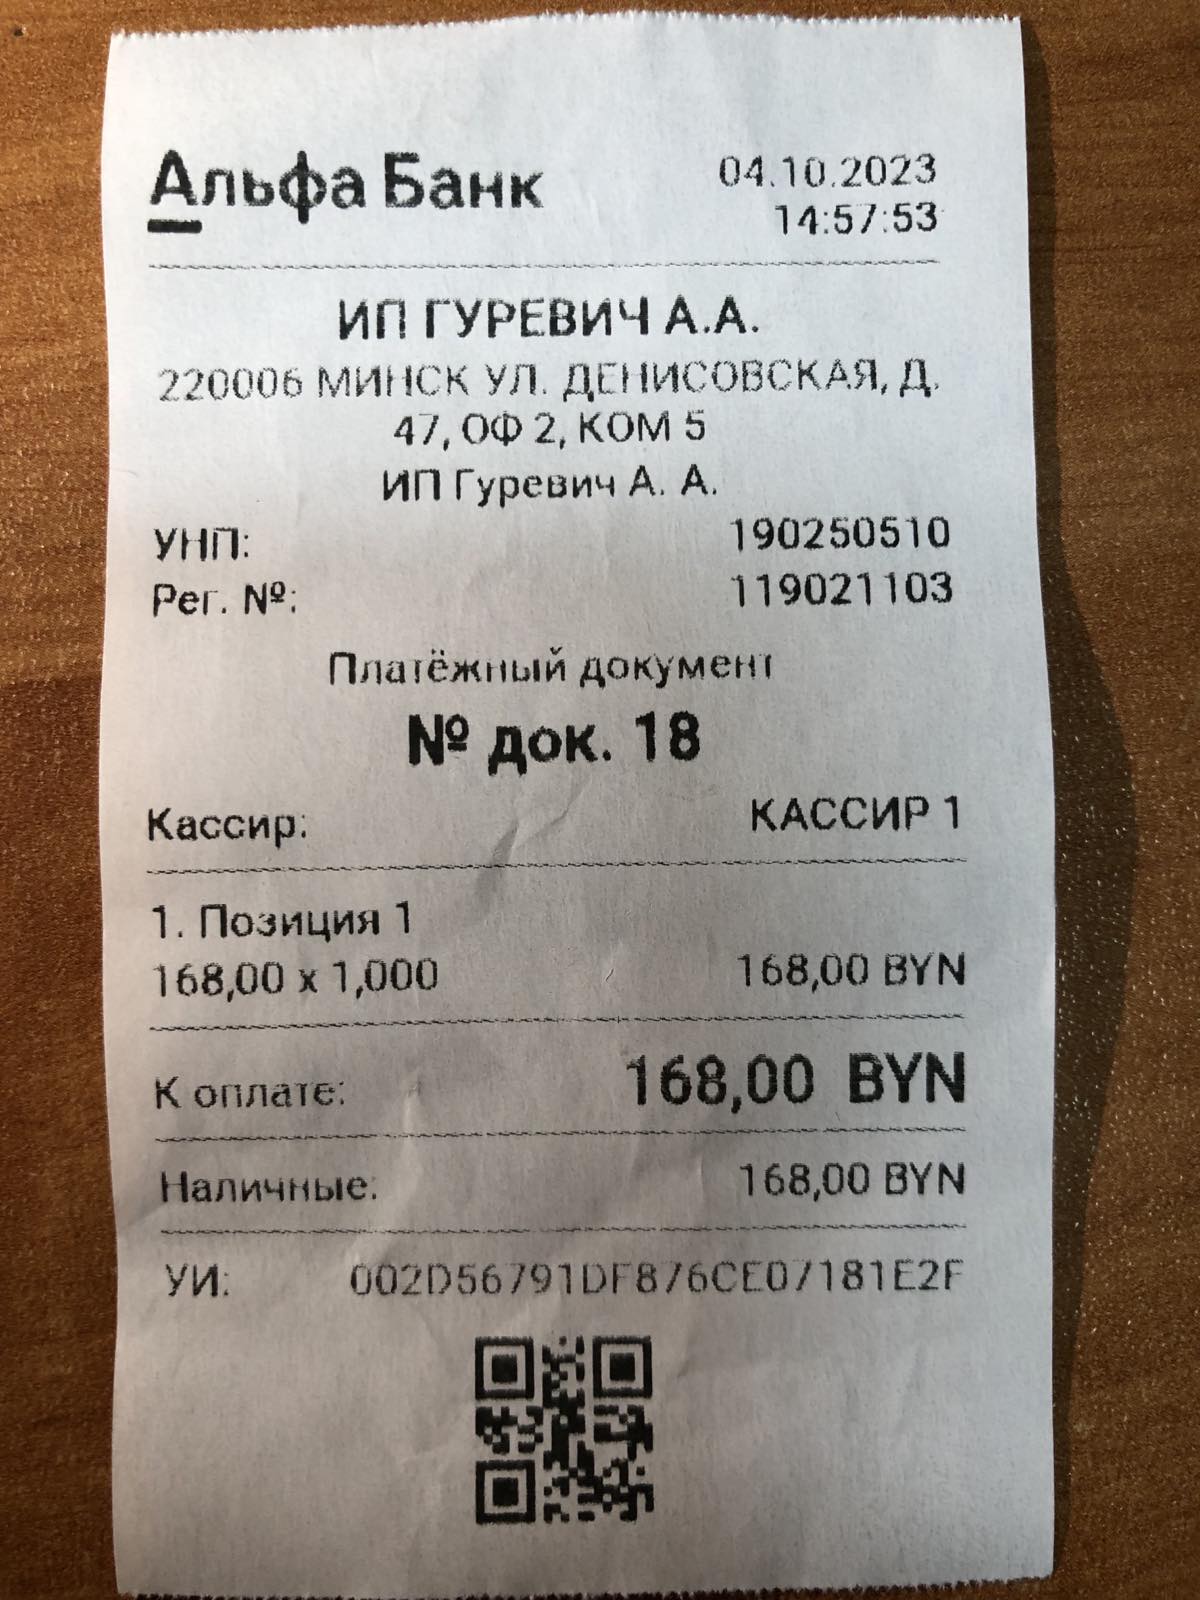 Альфа Банк 04.10.2023
14:57:53
ИП ГУРЕВИЧ А.А.
220006 МИНСК УЛ. ДЕНИСОВСКАЯ, Д.
47, ОФ 2, КОМ 5
ИП Гуревич А. А.
УНП: 190250510
Рег. №: 119021103
Платёжный документ
№ док. 18
Кассир: КАССИР 1
1. Позиция 1
168,00 x 1,000 168,00 BYN
К оплате: 168,00 BYN
Наличные: 168,00 BYN
УИ: 002D56791DF876CE07181E2F